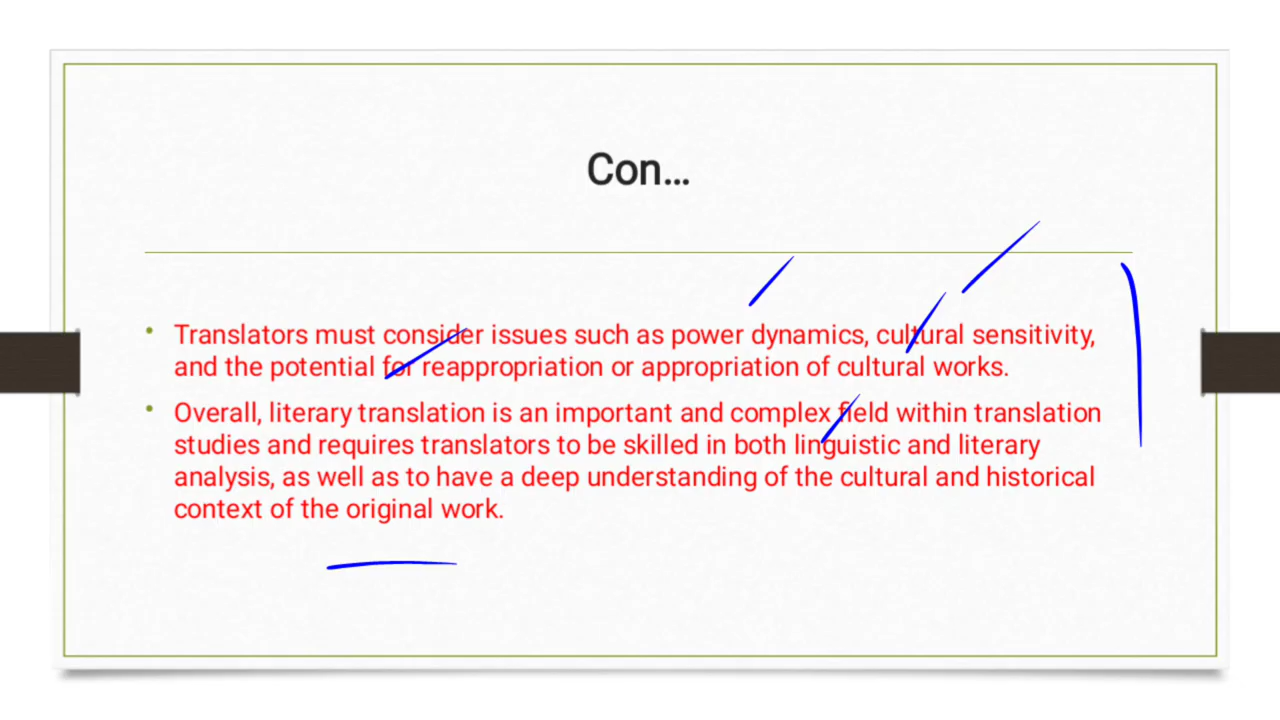 Con...
• Translators must consider issues such as power dynamics, cultural sensitivity,
and the potential for reappropriation or appropriation of cultural works.
• Overall, literary translation is an important and complex field within translation
studies and requires translators to be skilled in both linguistic and literary
analysis, as well as to have a deep understanding of the cultural and historical
context of the original work.